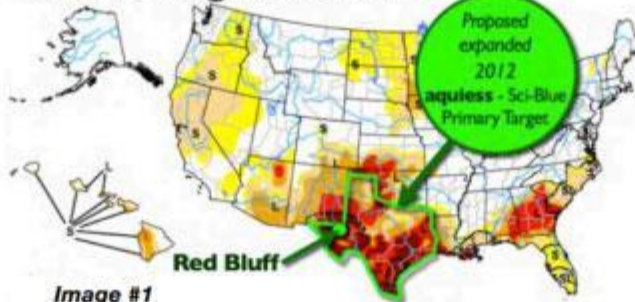 Proposed
expanded
2012
aquiess - Sci-Blue
Primary Target
S
S
S
S
S
S
L
L
L
S
S
Red Bluff
Image #1